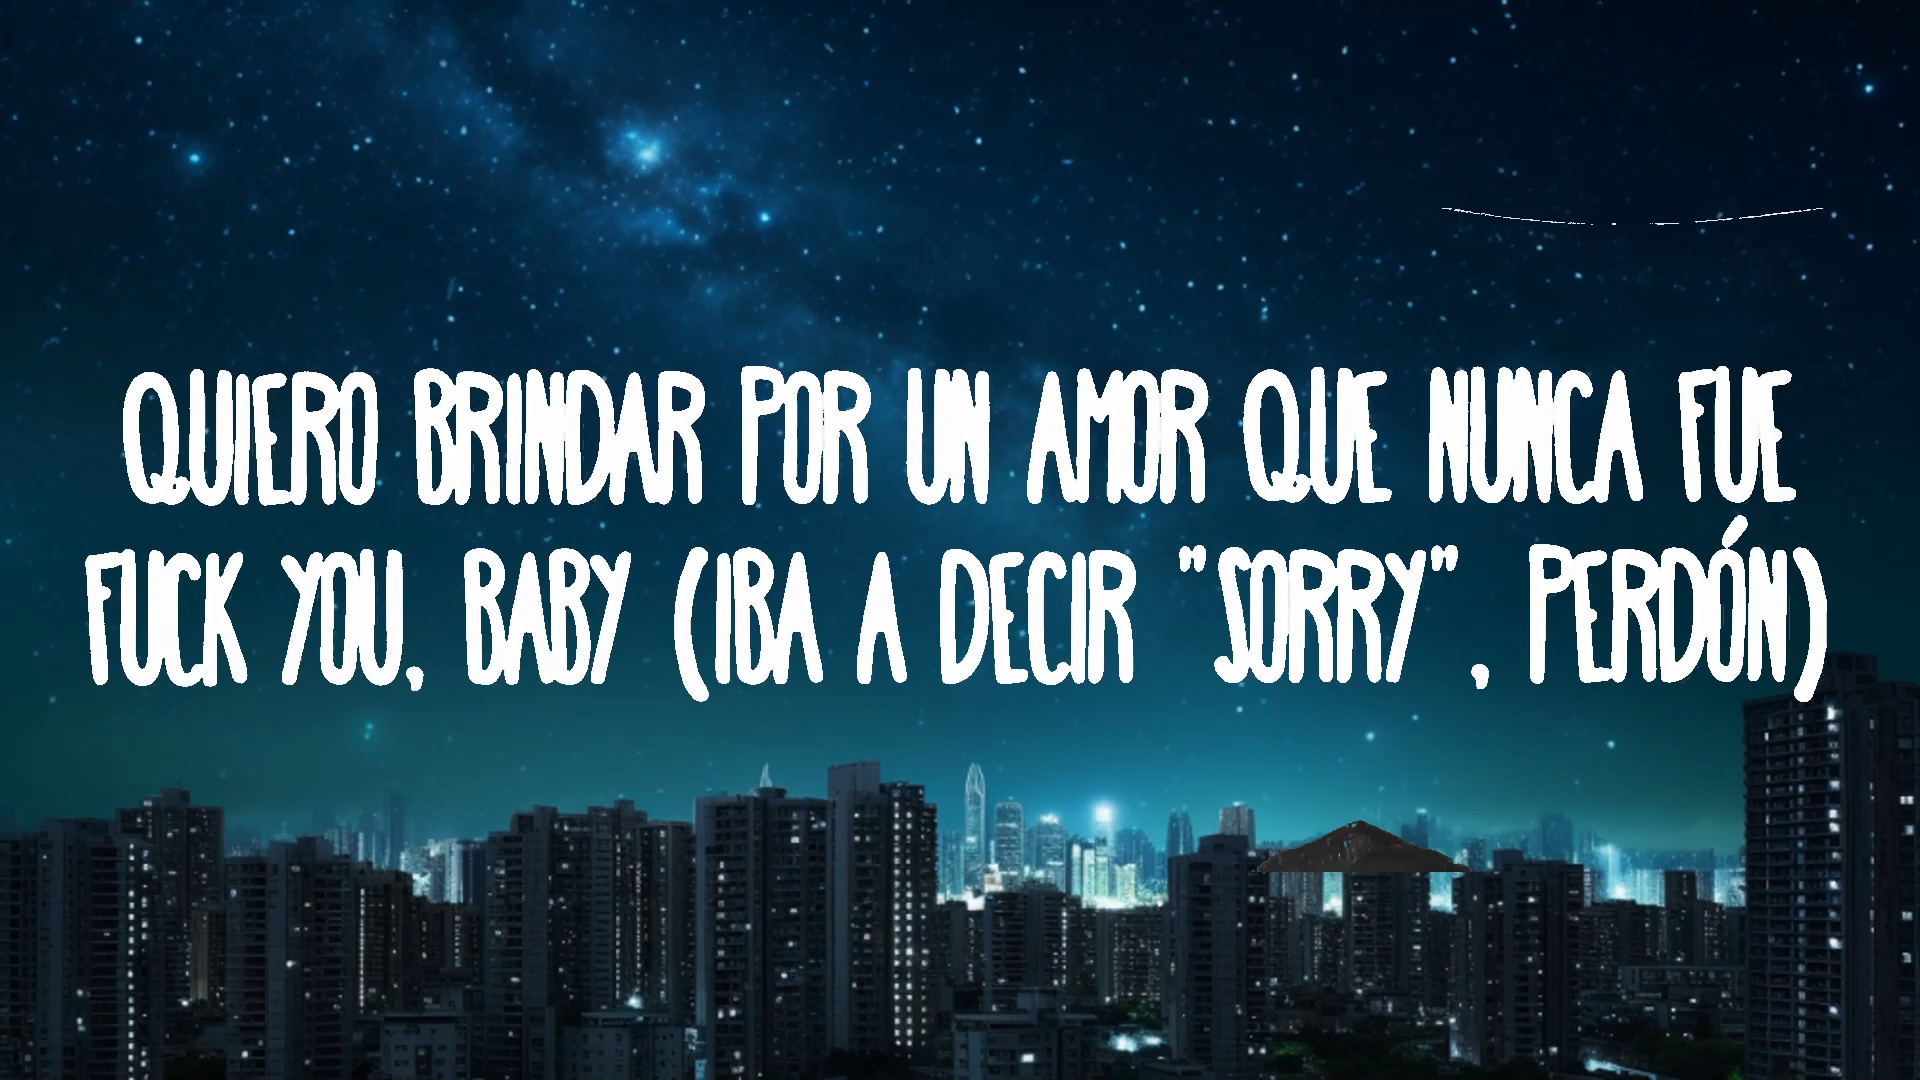 QUIERO BRINDAR POR UN AMOR QUE NUNCA FUE
FUCK YOU, BABY (IBA A DECIR "SORRY" , PERDÓN)